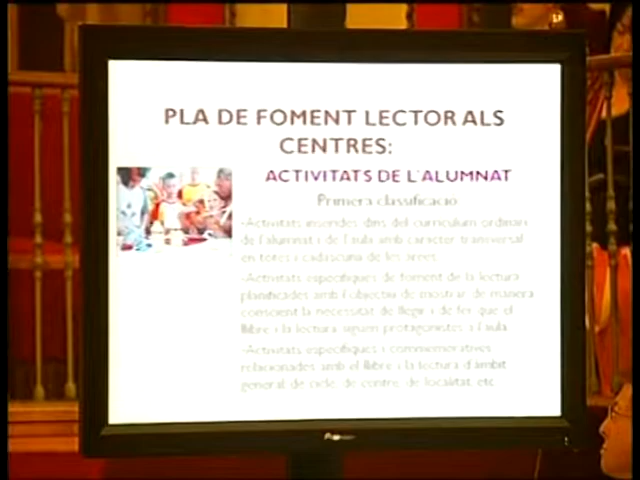 PLA DE FOMENT LECTOR ALS
CENTRES:
ACTIVITATS DE L'ALUMNAT
Primera classificació
-Activitats inserides dins del currículum ordinari
de l'alumnat i de l'aula amb caràcter transversal
en totes i cadascuna de les àrees.
-Activitats específiques de foment de la lectura
planificades amb l'objectiu de mostrar de manera
conscient la necessitat de llegir i de fer que el
llibre i la lectura siguin protagonistes a l'aula
-Activitats específiques i commemoratives
relacionades amb el llibre i la lectura d'àmbit
general: de cicle, de centre, de localitat, etc